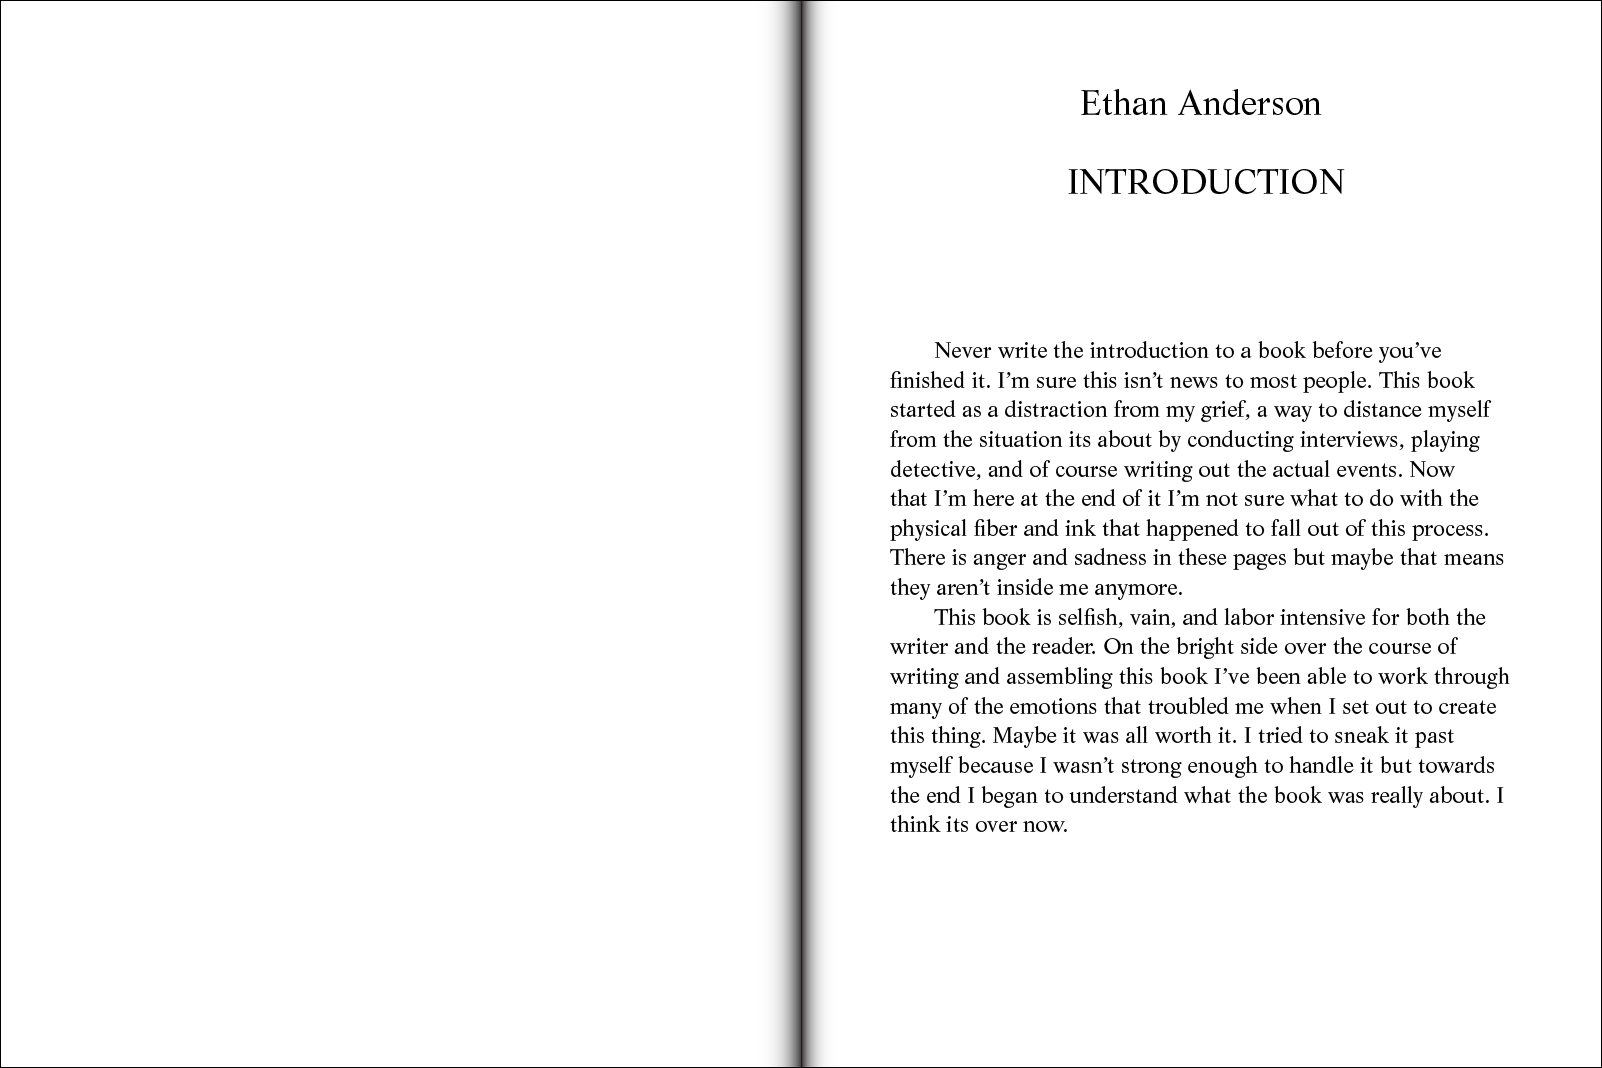 Ethan Anderson
INTRODUCTION
Never write the introduction to a book before you’ve
finished it. I’m sure this isn’t news to most people. This book
started as a distraction from my grief, a way to distance myself
from the situation its about by conducting interviews, playing
detective, and of course writing out the actual events. Now
that I’m here at the end of it I’m not sure what to do with the
physical fiber and ink that happened to fall out of this process.
There is anger and sadness in these pages but maybe that means
they aren’t inside me anymore.
This book is selfish, vain, and labor intensive for both the
writer and the reader. On the bright side over the course of
writing and assembling this book I’ve been able to work through
many of the emotions that troubled me when I set out to create
this thing. Maybe it was all worth it. I tried to sneak it past
myself because I wasn’t strong enough to handle it but towards
the end I began to understand what the book was really about. I
think its over now.